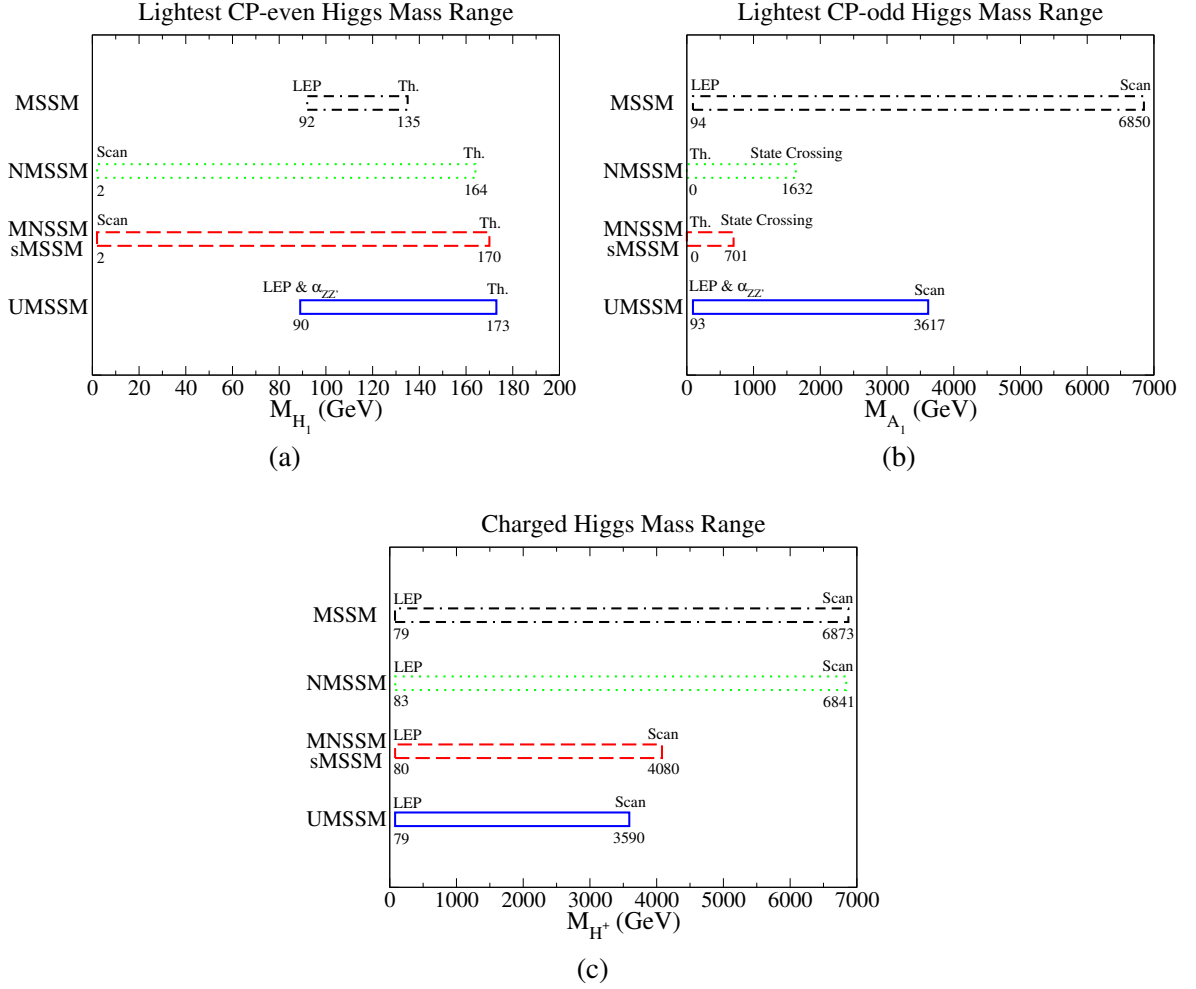 Lightest CP-even Higgs Mass Range
MSSM
LEP Th.
92 135
NMSSM
Scan Th.
2 164
MNSSM
sMSSM
Scan Th.
2 170
UMSSM
LEP & α_ZZ' Th.
90 173
0 20 40 60 80 100 120 140 160 180 200
M_H_1 (GeV)
(a)
Lightest CP-odd Higgs Mass Range
MSSM
LEP Scan
94 6850
NMSSM
Th. State Crossing
0 1632
MNSSM
sMSSM
Th. State Crossing
0 701
UMSSM
LEP & α_ZZ' Scan
93 3617
0 1000 2000 3000 4000 5000 6000 7000
M_A_1 (GeV)
(b)
Charged Higgs Mass Range
MSSM
LEP Scan
79 6873
NMSSM
LEP Scan
83 6841
MNSSM
sMSSM
LEP Scan
80 4080
UMSSM
LEP Scan
79 3590
0 1000 2000 3000 4000 5000 6000 7000
M_H^+ (GeV)
(c)